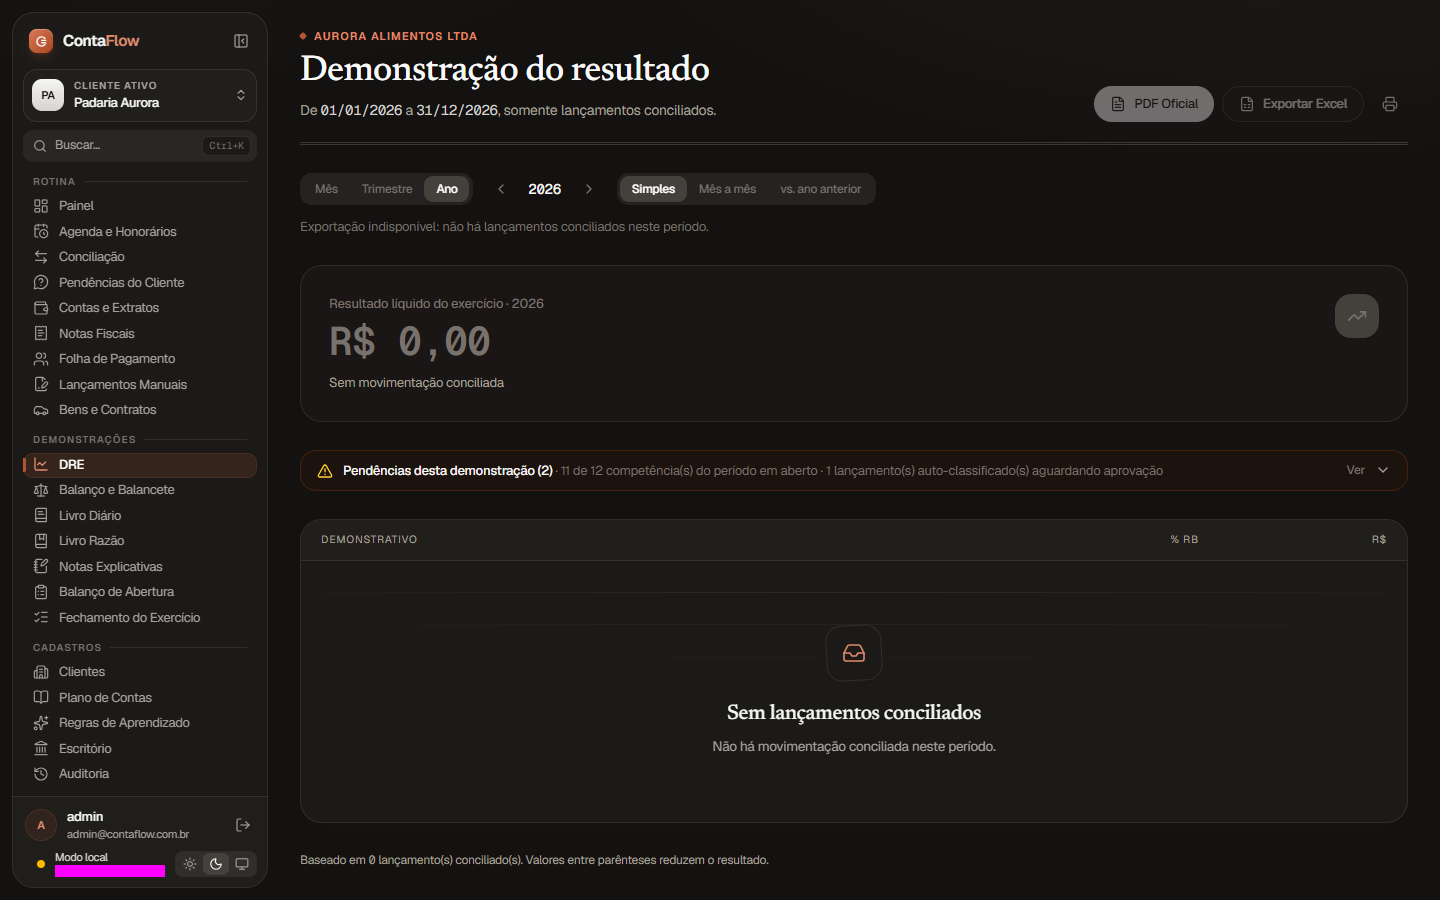 ContaFlow
PA
CLIENTE ATIVO
Padaria Aurora
Buscar...
Ctrl+K
ROTINA
Painel
Agenda e Honorários
Conciliação
Pendências do Cliente
Contas e Extratos
Notas Fiscais
Folha de Pagamento
Lançamentos Manuais
Bens e Contratos
DEMONSTRAÇÕES
DRE
Balanço e Balancete
Livro Diário
Livro Razão
Notas Explicativas
Balanço de Abertura
Fechamento do Exercício
CADASTROS
Clientes
Plano de Contas
Regras de Aprendizado
Escritório
Auditoria
A
admin
admin@contaflow.com.br
Modo local
AURORA ALIMENTOS LTDA
Demonstração do resultado
De 01/01/2026 a 31/12/2026, somente lançamentos conciliados.
PDF Oficial
Exportar Excel
Mês
Trimestre
Ano
2026
Simples
Mês a mês
vs. ano anterior
Exportação indisponível: não há lançamentos conciliados neste período.
Resultado líquido do exercício · 2026
R$ 0,00
Sem movimentação conciliada
Pendências desta demonstração (2) · 11 de 12 competência(s) do período em aberto · 1 lançamento(s) auto-classificado(s) aguardando aprovação
Ver
DEMONSTRATIVO
% RB
R$
Sem lançamentos conciliados
Não há movimentação conciliada neste período.
Baseado em 0 lançamento(s) conciliado(s). Valores entre parênteses reduzem o resultado.